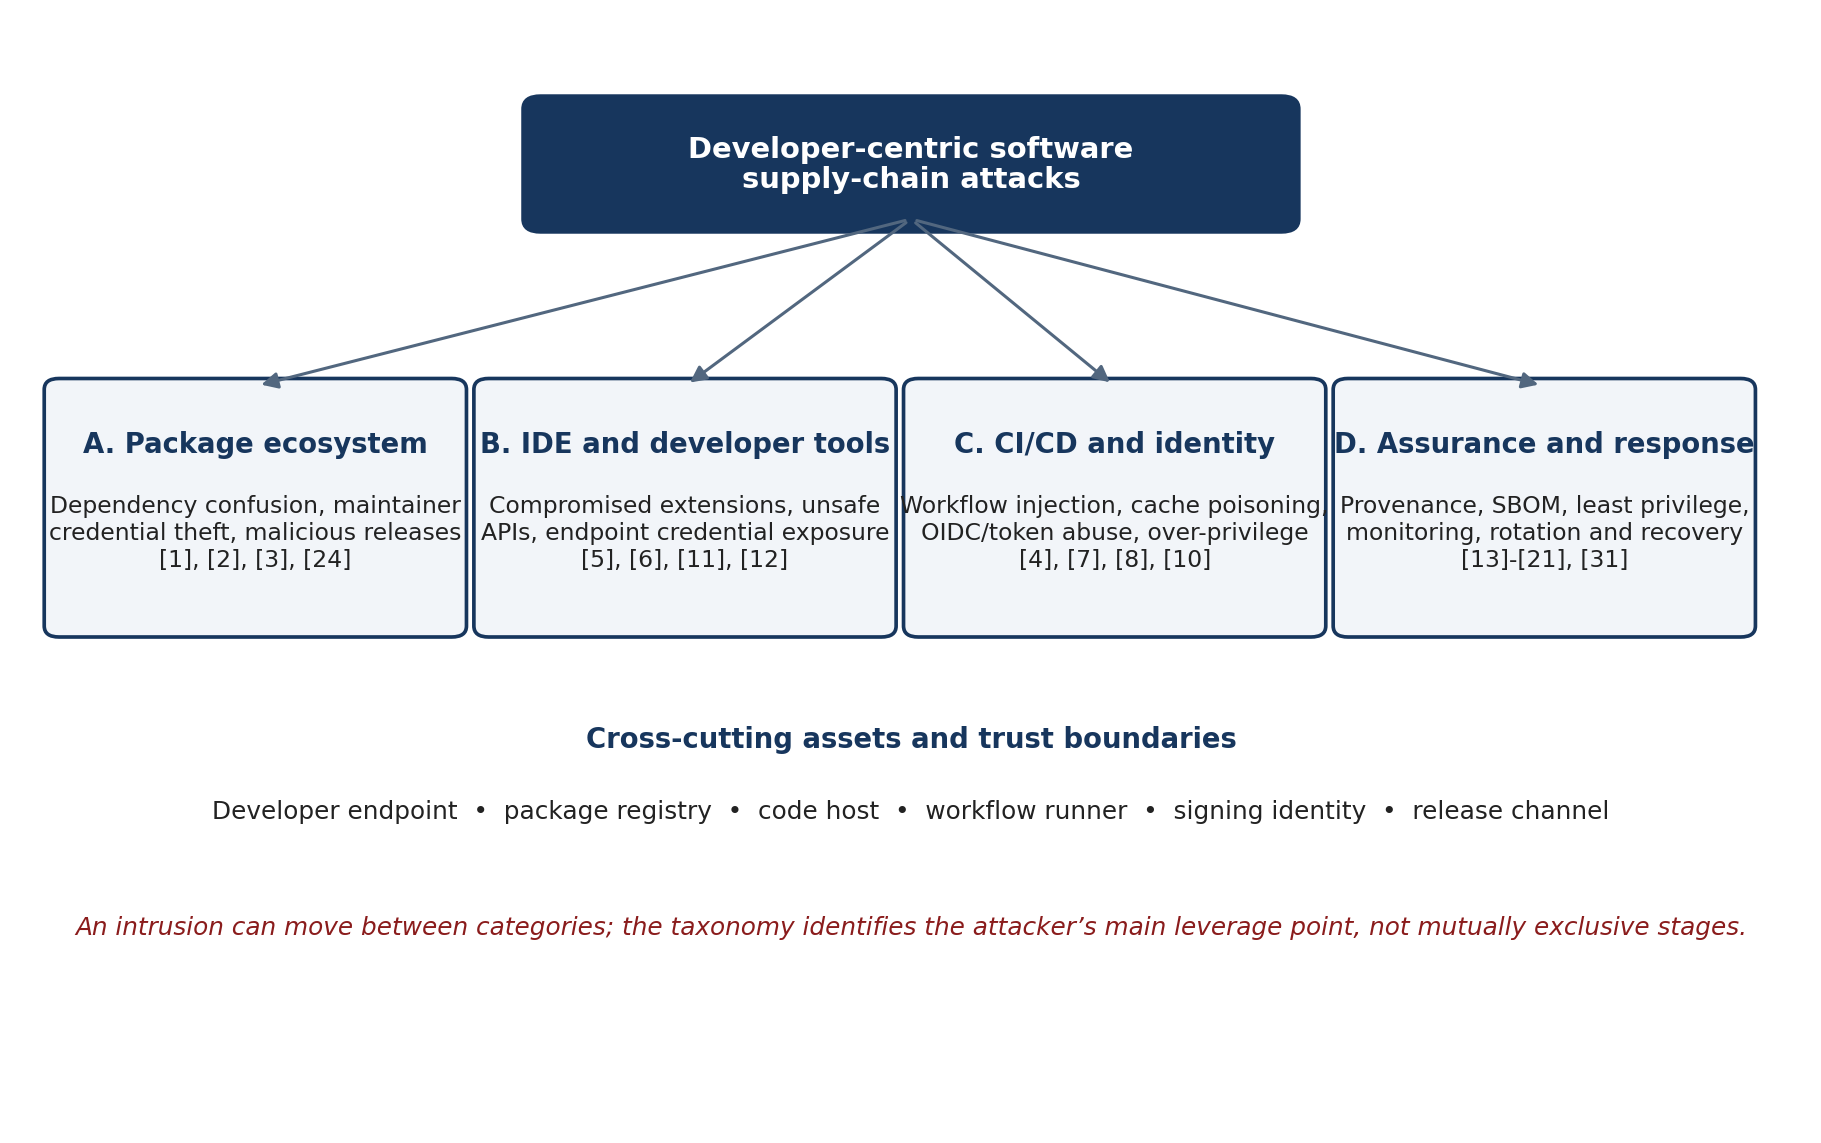 Developer-centric software
supply-chain attacks
A. Package ecosystem
Dependency confusion, maintainer
credential theft, malicious releases
[1], [2], [3], [24]
B. IDE and developer tools
Compromised extensions, unsafe
APIs, endpoint credential exposure
[5], [6], [11], [12]
C. CI/CD and identity
Workflow injection, cache poisoning,
OIDC/token abuse, over-privilege
[4], [7], [8], [10]
D. Assurance and response
Provenance, SBOM, least privilege,
monitoring, rotation and recovery
[13]-[21], [31]
Cross-cutting assets and trust boundaries
Developer endpoint • package registry • code host • workflow runner • signing identity • release channel
An intrusion can move between categories; the taxonomy identifies the attacker’s main leverage point, not mutually exclusive stages.